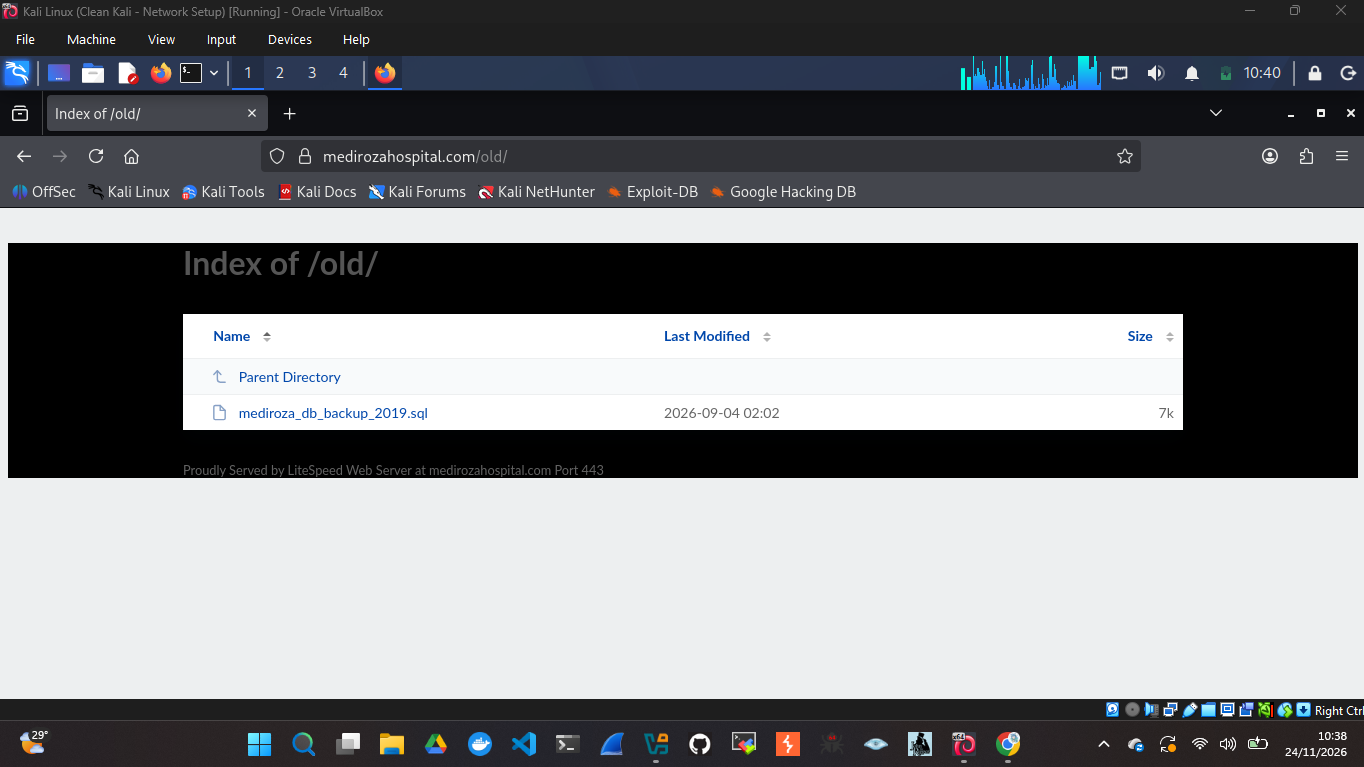 Kali Linux (Clean Kali - Network Setup) [Running] - Oracle VirtualBox
File Machine View Input Devices Help
1 2 3 4 10:40
Index of /old/
medirozahospital.com/old/
OffSec Kali Linux Kali Tools Kali Docs Kali Forums Kali NetHunter Exploit-DB Google Hacking DB
Index of /old/
Name Last Modified Size
Parent Directory
mediroza_db_backup_2019.sql 2026-09-04 02:02 7k
Proudly Served by LiteSpeed Web Server at medirozahospital.com Port 443
Right Ctrl
29°
10:38
24/11/2026